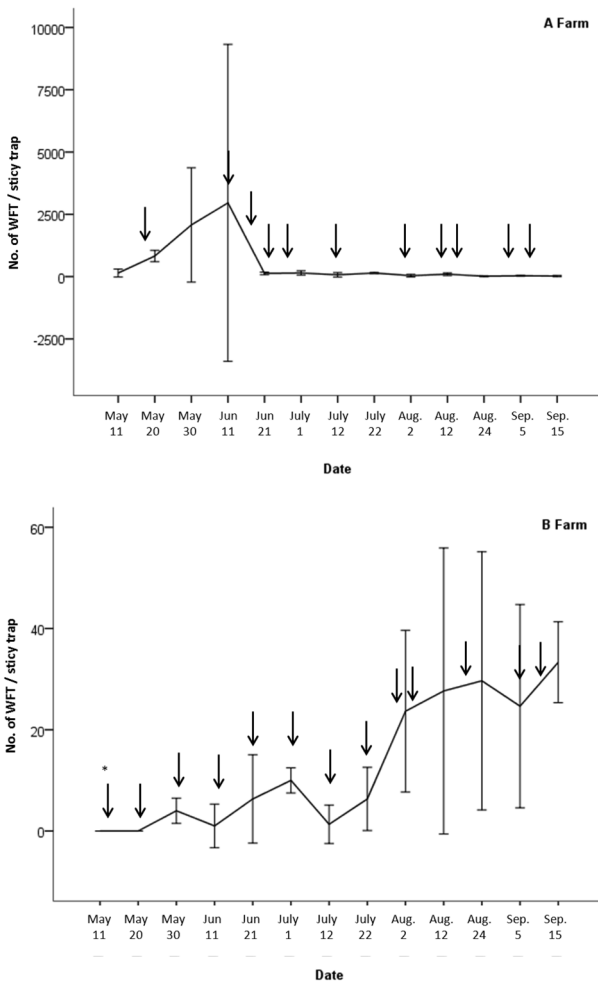 A Farm
10000
7500
5000
2500
0
-2500
No. of WFT / sticy trap
May May May Jun Jun July July July Aug. Aug. Aug. Sep. Sep.
11 20 30 11 21 1 12 22 2 12 24 5 15
Date
B Farm
60
40
20
0
No. of WFT / sticy trap
*
May May May Jun Jun July July July Aug. Aug. Aug. Sep. Sep.
11 20 30 11 21 1 12 22 2 12 24 5 15
Date